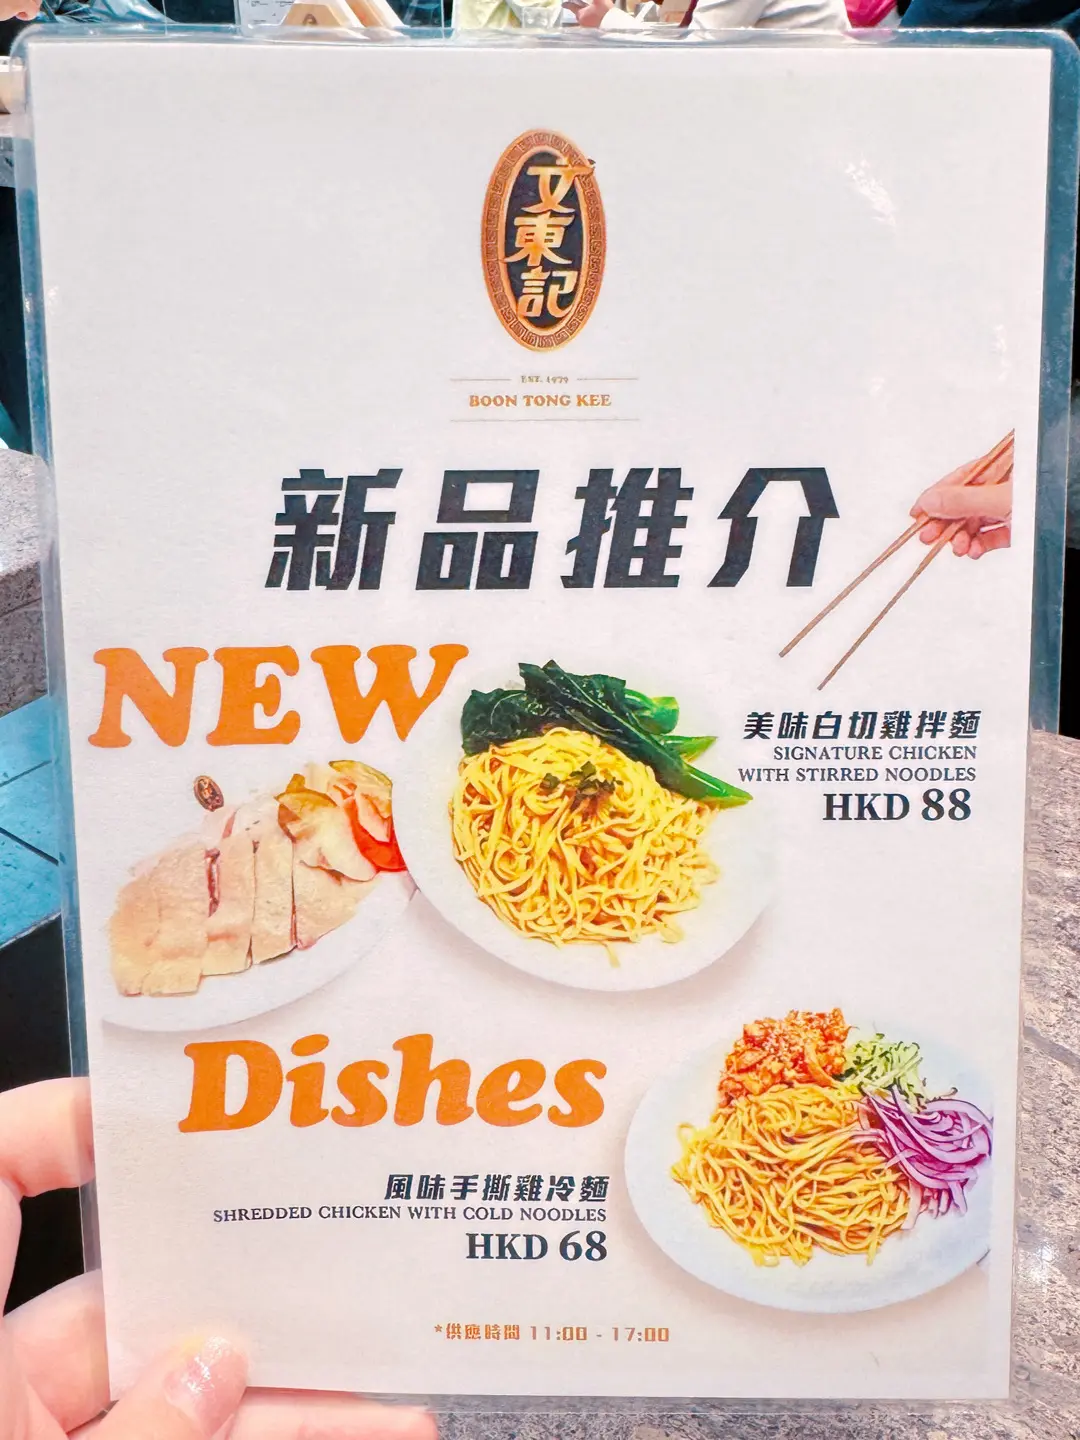 文東記
EST. 1979
BOON TONG KEE
新品推介
NEW
美味白切雞拌麵
SIGNATURE CHICKEN
WITH STIRRED NOODLES
HKD 88
Dishes
風味手撕雞冷麵
SHREDDED CHICKEN WITH COLD NOODLES
HKD 68
*供應時間 11:00 - 17:00